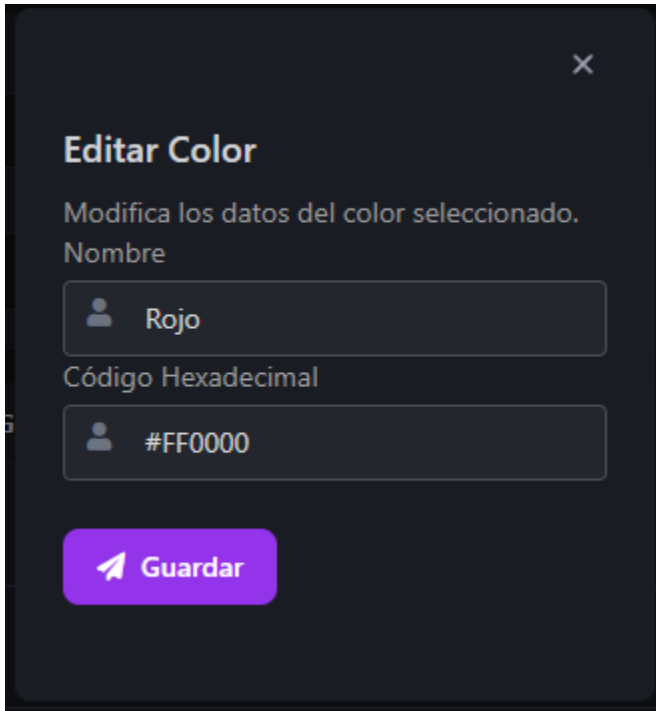 Editar Color
Modifica los datos del color seleccionado.
Nombre
Rojo
Código Hexadecimal
#FF0000
Guardar